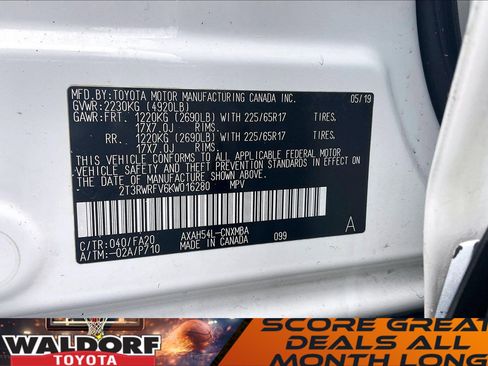 MFD.BY:TOYOTA MOTOR MANUFACTURING CANADA INC. 05/19
GVWR:2230KG (4920LB)
GAWR:FRT. 1220KG (2690LB) WITH 225/65R17 TIRES.
17X7.0J RIMS.
RR. 1220KG (2690LB) WITH 225/65R17 TIRES.
17X7.0J RIMS.
THIS VEHICLE CONFORMS TO ALL APPLICABLE FEDERAL MOTOR
VEHICLE SAFETY AND THEFT PREVENTION STANDARDS IN EFFECT ON
THE DATE OF MANUFACTURE SHOWN ABOVE.
2T3RWRFV6KW016280 MPV
C/TR:040/FA20 AXAH54L-CNXMBA A
A/TM:-02A/P710 MADE IN CANADA 099
WALDORF
TOYOTA
SCORE GREAT
DEALS ALL
MONTH LONG